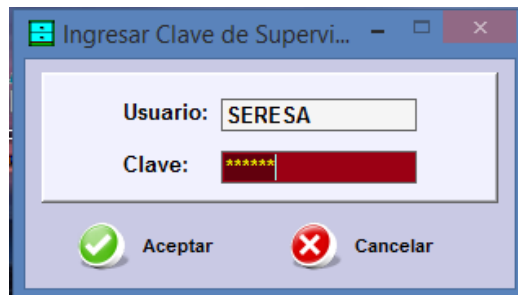 Ingresar Clave de Supervi...
Usuario: SERESA
Clave: ******
Aceptar Cancelar